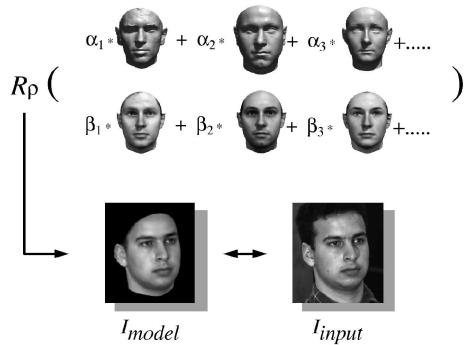 α1 * + α2 * + α3 * +.....
Rρ ( )
β1 * + β2 * + β3 * +.....
Imodel Iinput